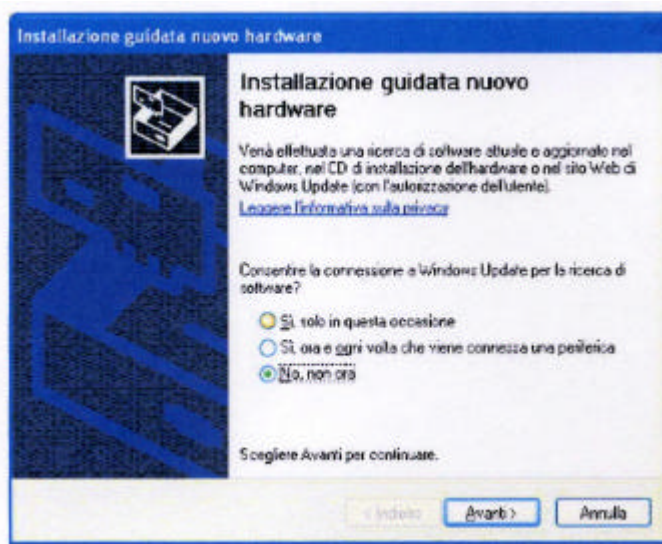 Installazione guidata nuovo hardware
Installazione guidata nuovo
hardware
Verrà effettuata una ricerca di software attuale e aggiornato nel
computer, nel CD di installazione dell'hardware o nel sito Web di
Windows Update (con l'autorizzazione dell'utente).
Leggere l'informativa sulla privacy
Consentire la connessione a Windows Update per la ricerca di
software?
Sì, solo in questa occasione
Sì, ora e ogni volta che viene connessa una periferica
No, non ora
Scegliere Avanti per continuare.
< Indietro
Avanti >
Annulla